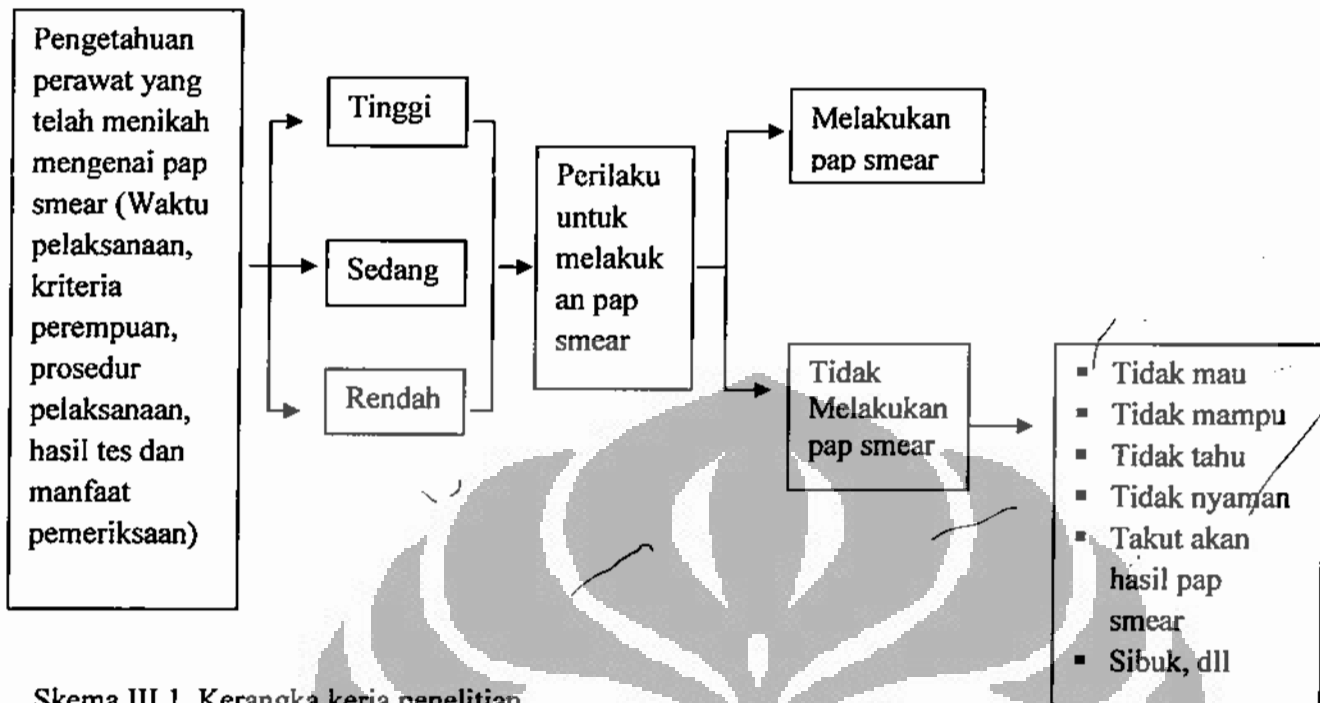 Pengetahuan
perawat yang
telah menikah
mengenai pap
smear (Waktu
pelaksanaan,
kriteria
perempuan,
prosedur
pelaksanaan,
hasil tes dan
manfaat
pemeriksaan)
Tinggi
Sedang
Rendah
Perilaku
untuk
melakuk
an pap
smear
Melakukan
pap smear
Tidak
Melakukan
pap smear
▪ Tidak mau
▪ Tidak mampu
▪ Tidak tahu
▪ Tidak nyaman
▪ Takut akan
hasil pap
smear
▪ Sibuk, dll
Skema III.1. Kerangka kerja penelitian